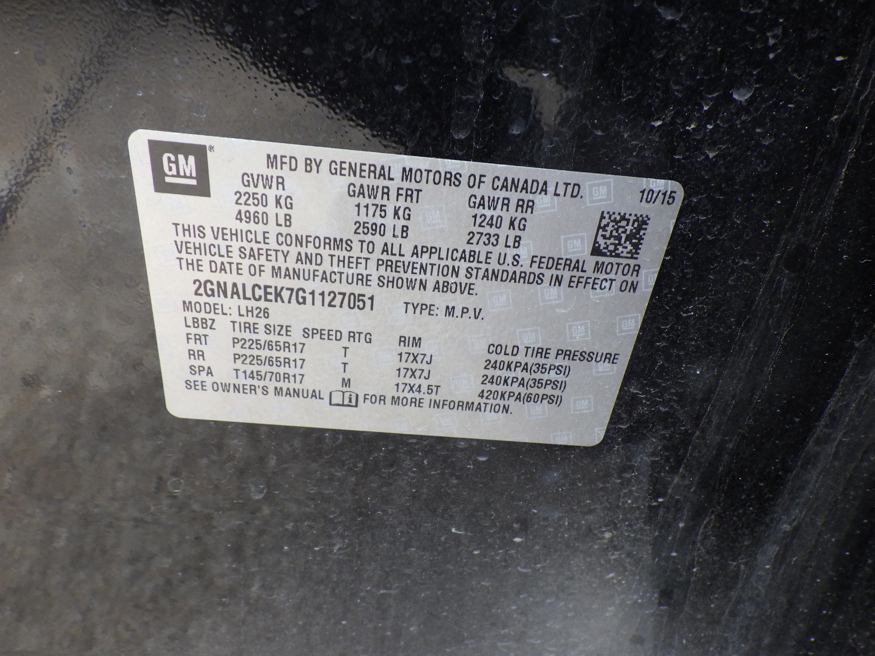 GM ® MFD BY GENERAL MOTORS OF CANADA LTD. 10/15
GVWR GAWR FRT GAWR RR
2250 KG 1175 KG 1240 KG
4960 LB 2590 LB 2733 LB
THIS VEHICLE CONFORMS TO ALL APPLICABLE U.S. FEDERAL MOTOR
VEHICLE SAFETY AND THEFT PREVENTION STANDARDS IN EFFECT ON
THE DATE OF MANUFACTURE SHOWN ABOVE.
2GNALCEK7G1127051 TYPE: M.P.V.
MODEL: LH26
LBBZ TIRE SIZE SPEED RTG RIM COLD TIRE PRESSURE
FRT P225/65R17 T 17X7J 240KPA(35PSI)
RR P225/65R17 T 17X7J 240KPA(35PSI)
SPA T145/70R17 M 17X4.5T 420KPA(60PSI)
SEE OWNER'S MANUAL FOR MORE INFORMATION.